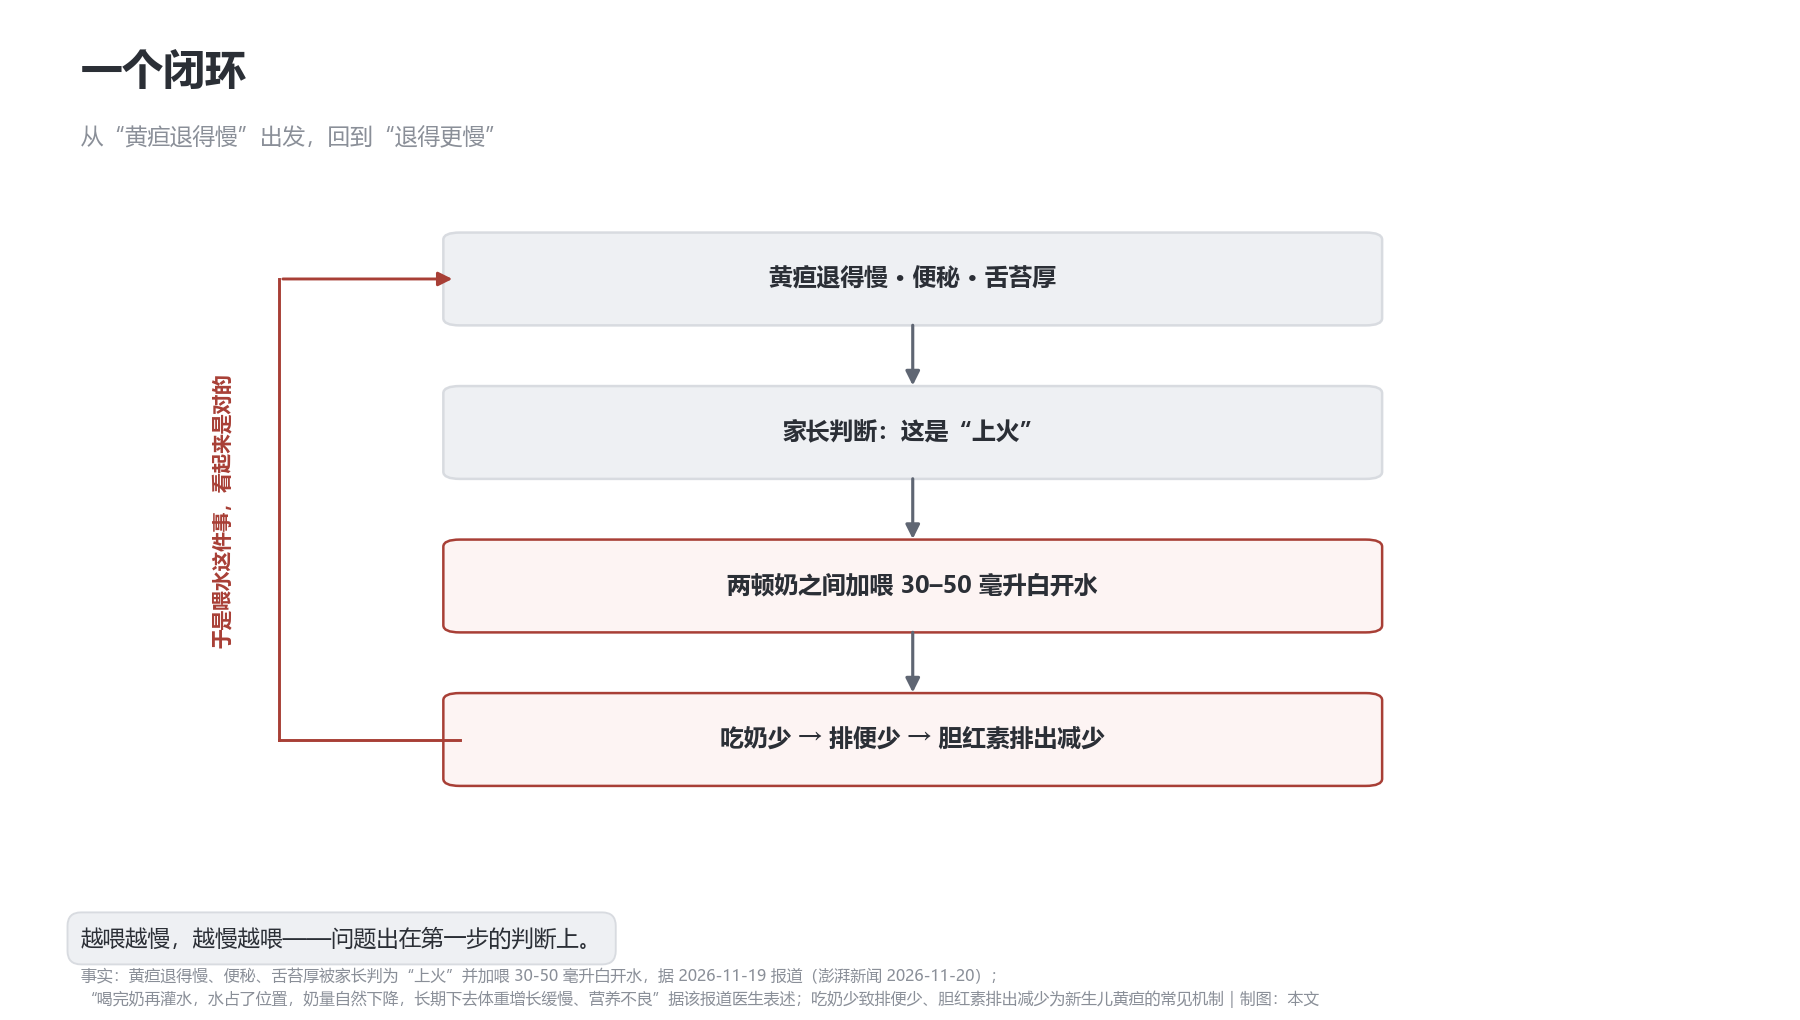 一个闭环
从“黄疸退得慢”出发，回到“退得更慢”
黄疸退得慢·便秘·舌苔厚
家长判断：这是“上火”
于是喂水这件事，看起来是对的
两顿奶之间加喂 30–50 毫升白开水
吃奶少 → 排便少 → 胆红素排出减少
越喂越慢，越慢越喂——问题出在第一步的判断上。
事实：黄疸退得慢、便秘、舌苔厚被家长判为“上火”并加喂 30-50 毫升白开水，据 2026-11-19 报道（澎湃新闻 2026-11-20）；
“喝完奶再灌水，水占了位置，奶量自然下降，长期下去体重增长缓慢、营养不良”据该报道医生表述；吃奶少致排便少、胆红素排出减少为新生儿黄疸的常见机制 | 制图：本文